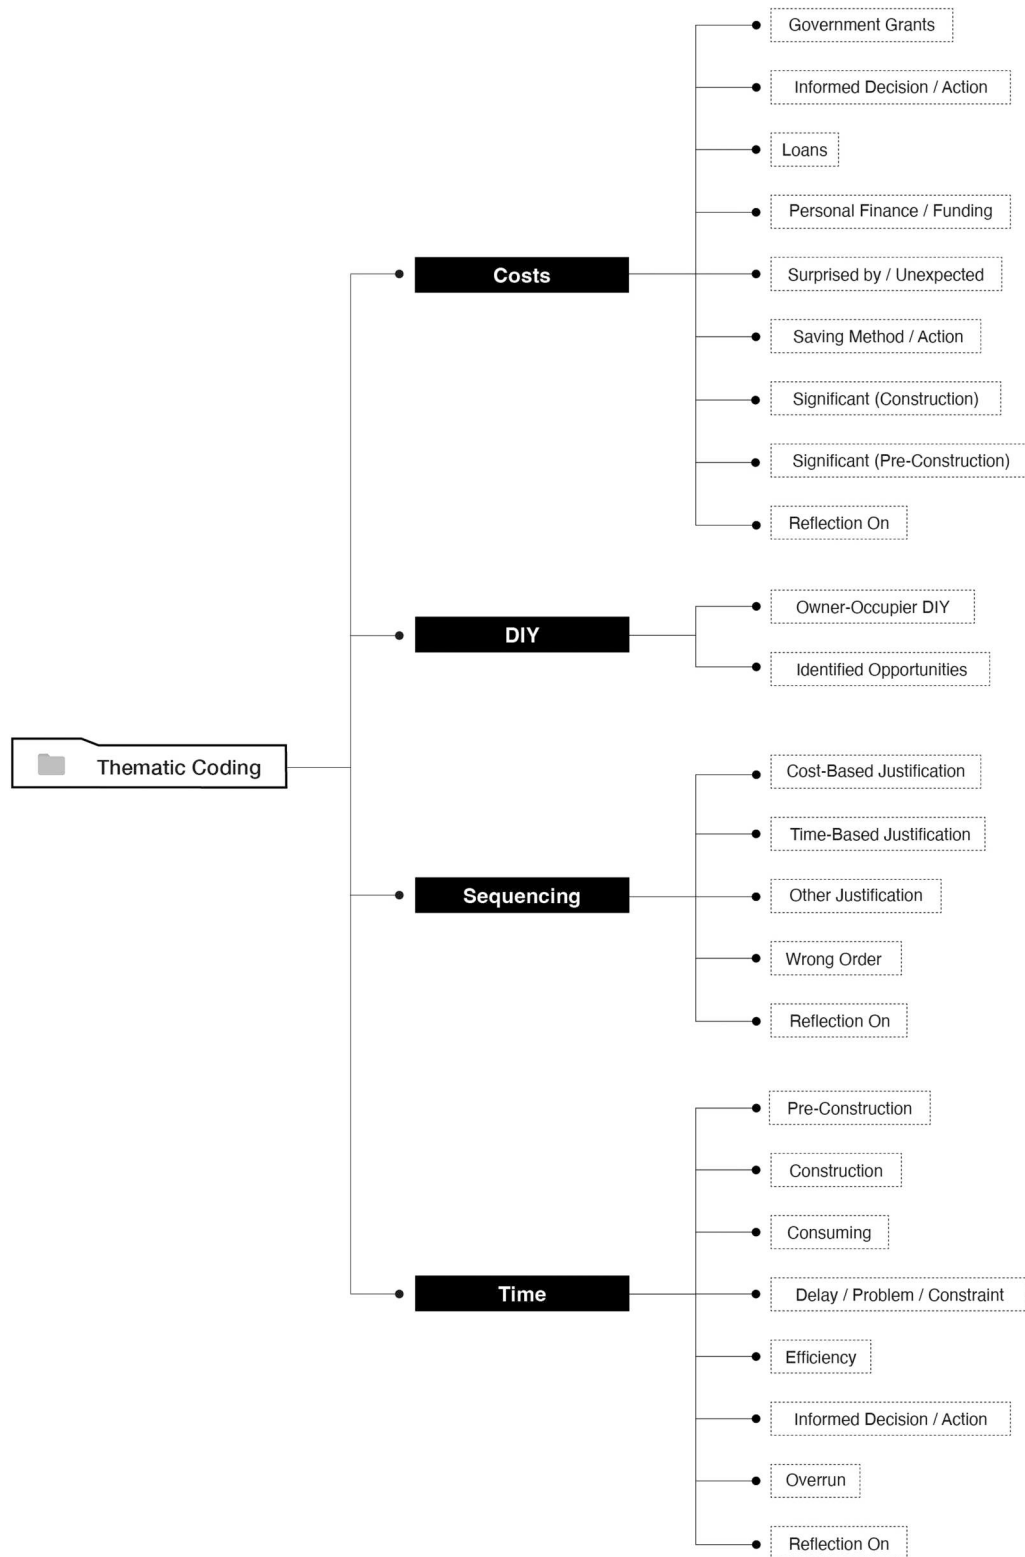 Thematic Coding
Costs
Government Grants
Informed Decision / Action
Loans
Personal Finance / Funding
Surprised by / Unexpected
Saving Method / Action
Significant (Construction)
Significant (Pre-Construction)
Reflection On
DIY
Owner-Occupier DIY
Identified Opportunities
Sequencing
Cost-Based Justification
Time-Based Justification
Other Justification
Wrong Order
Reflection On
Time
Pre-Construction
Construction
Consuming
Delay / Problem / Constraint
Efficiency
Informed Decision / Action
Overrun
Reflection On